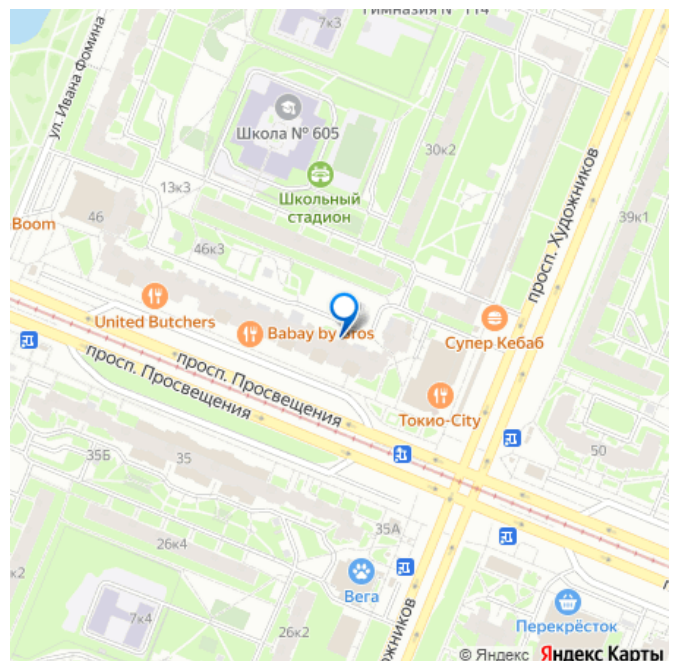 7к3
Гимназия № 114
ул. Ивана Фомина
Школа № 605
30к2
13к3
Школьный
стадион
просп. Художников
39к1
46
Boom
46к3
United Butchers
Babay by Bros
Супер Кебаб
просп. Просвещения
просп. Просвещения
Токио-City
35Б
35
50
35А
26к4
к2
Вега
7к4
26к2
Перекрёсток
© Яндекс Яндекс Карты